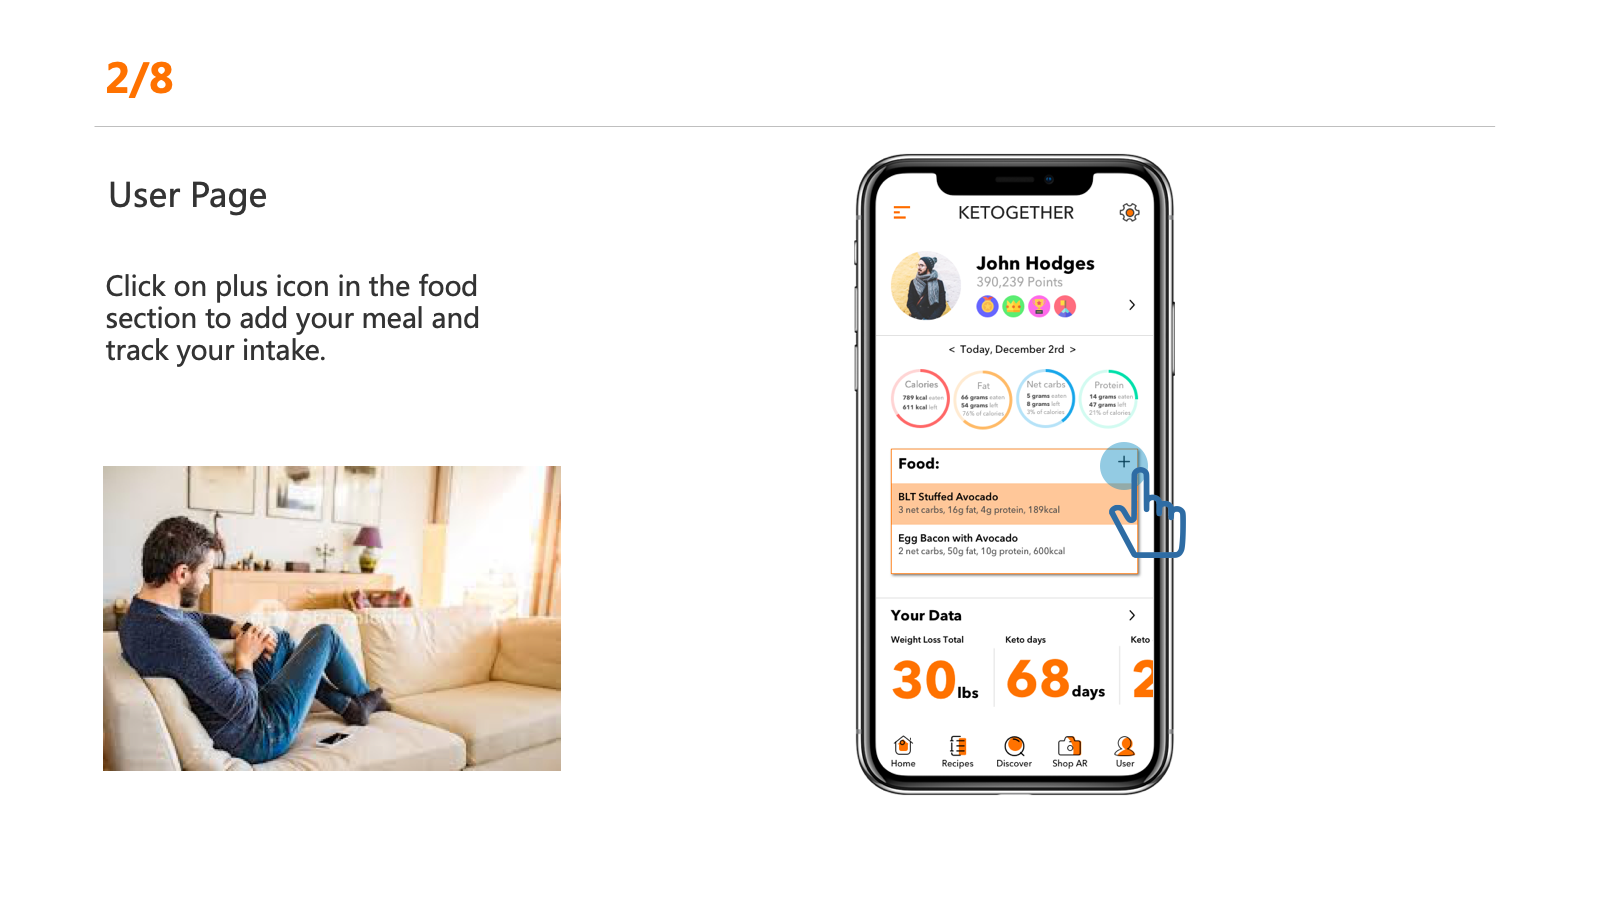 2/8
User Page
Click on plus icon in the food
section to add your meal and
track your intake.
KETOGETHER
John Hodges
390,239 Points
< Today, December 2rd >
Calories
789 kcal eaten
611 kcal left
Fat
66 grams eaten
54 grams left
76% of calories
Net carbs
5 grams eaten
8 grams left
3% of calories
Protein
14 grams eaten
47 grams left
21% of calories
Food:
+
BLT Stuffed Avocado
3 net carbs, 16g fat, 4g protein, 189kcal
Egg Bacon with Avocado
2 net carbs, 50g fat, 10g protein, 600kcal
Your Data
Weight Loss Total
30 lbs
Keto days
68 days
Keto
2
Home
Recipes
Discover
Shop AR
User